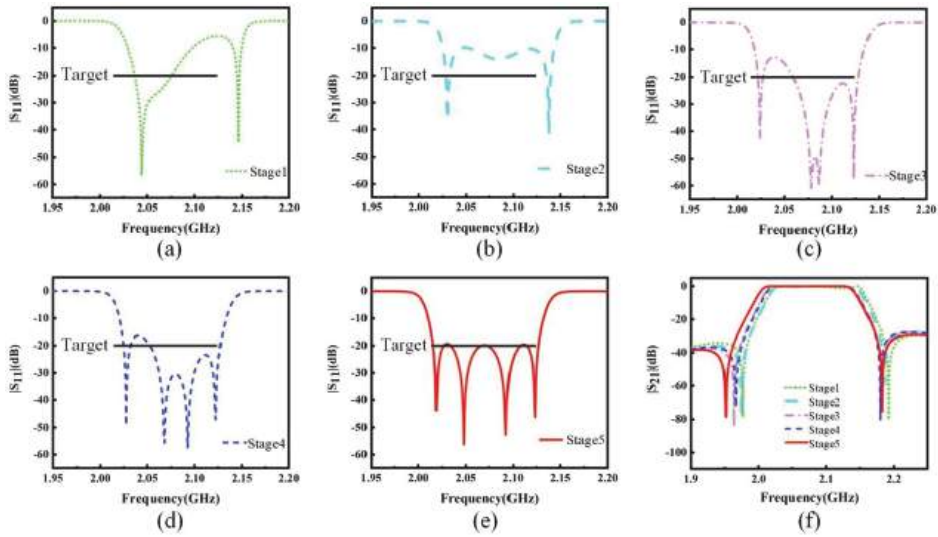 0
-10
-20
-30
-40
-50
-60
|S11|(dB)
Target
Stage1
1.95 2.00 2.05 2.10 2.15 2.20
Frequency(GHz)
(a)
0
-10
-20
-30
-40
-50
-60
|S11|(dB)
Target
Stage2
1.95 2.00 2.05 2.10 2.15 2.20
Frequency(GHz)
(b)
0
-10
-20
-30
-40
-50
-60
|S11|(dB)
Target
Stage3
1.95 2.00 2.05 2.10 2.15 2.20
Frequency(GHz)
(c)
0
-10
-20
-30
-40
-50
-60
|S11|(dB)
Target
Stage4
1.95 2.00 2.05 2.10 2.15 2.20
Frequency(GHz)
(d)
0
-10
-20
-30
-40
-50
-60
|S11|(dB)
Target
Stage5
1.95 2.00 2.05 2.10 2.15 2.20
Frequency(GHz)
(e)
0
-20
-40
-60
-80
-100
|S21|(dB)
Stage1
Stage2
Stage3
Stage4
Stage5
1.9 2.0 2.1 2.2
Frequency(GHz)
(f)